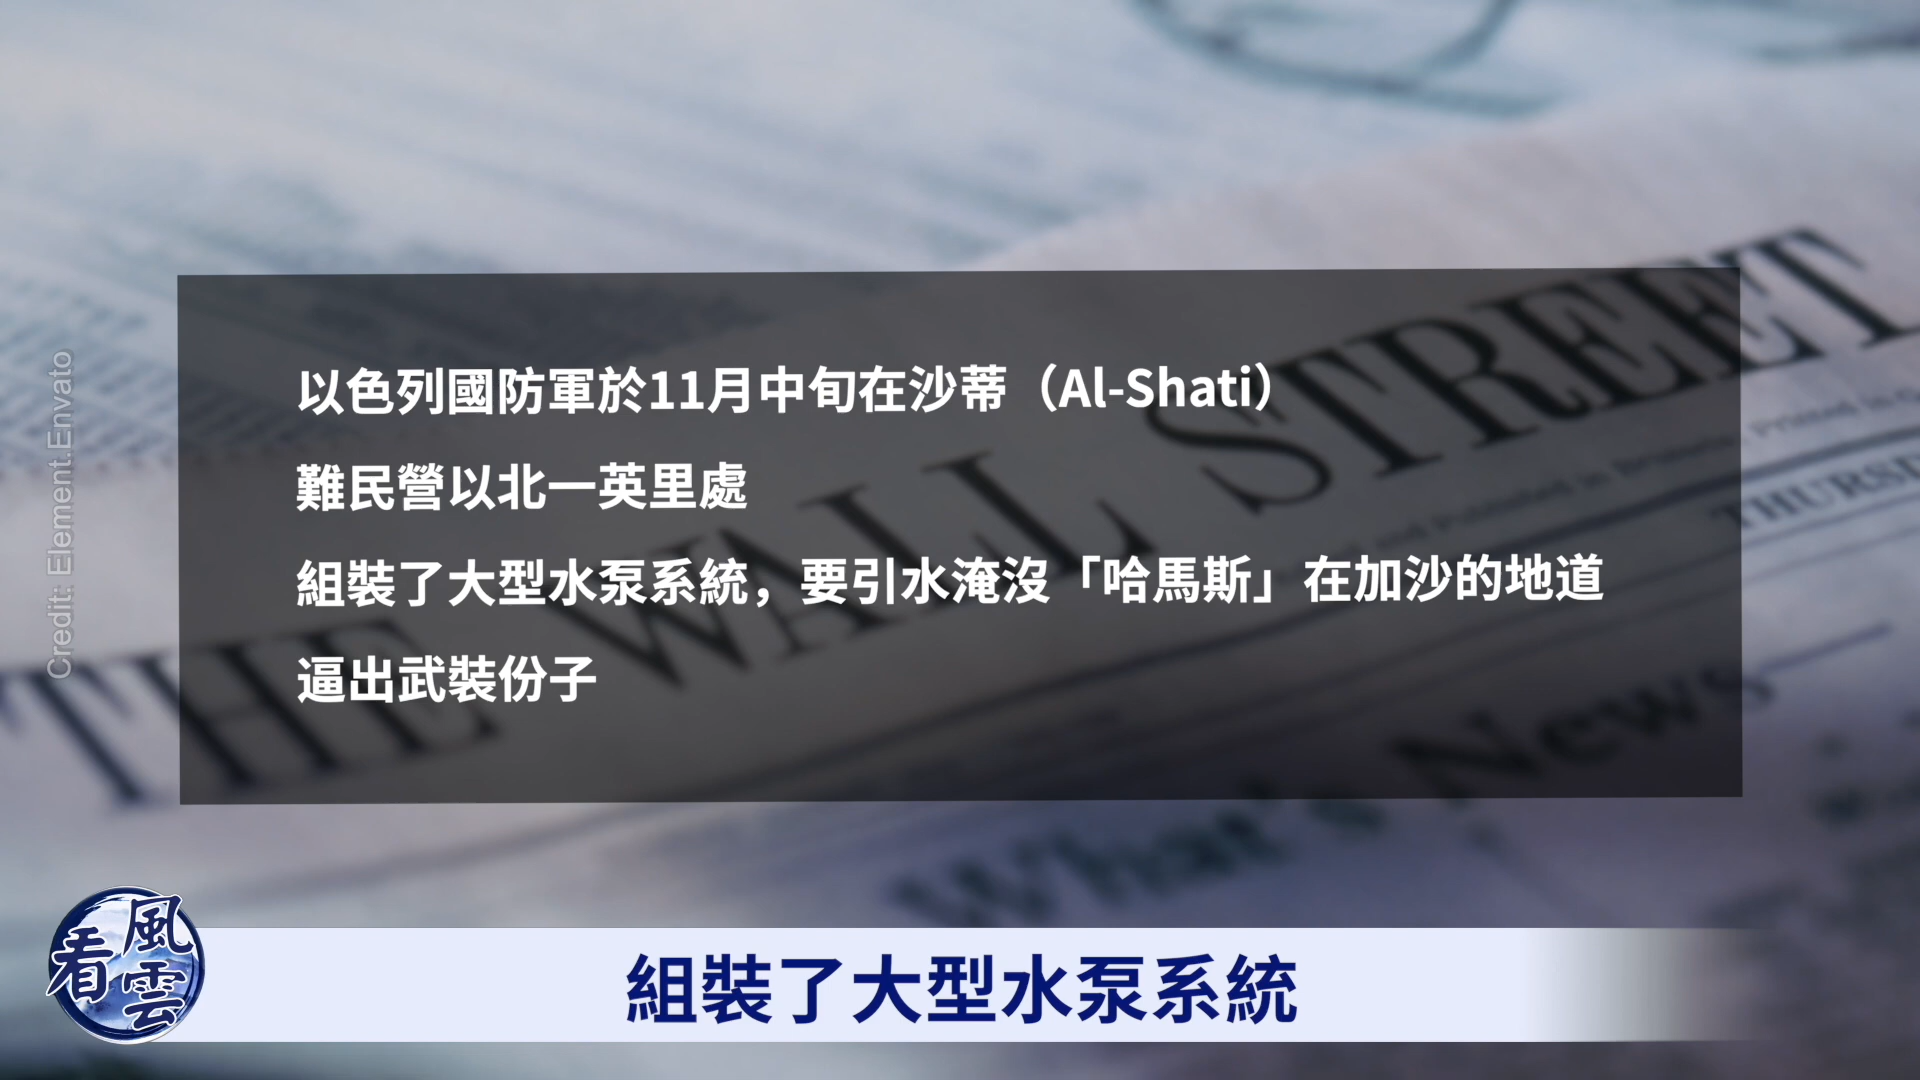 THE WALL STREET
THURSD
What's News
Credit: Element.Envato
以色列國防軍於11月中旬在沙蒂（Al-Shati）
難民營以北一英里處
組裝了大型水泵系統，要引水淹沒「哈馬斯」在加沙的地道
逼出武裝份子
看風雲
組裝了大型水泵系統